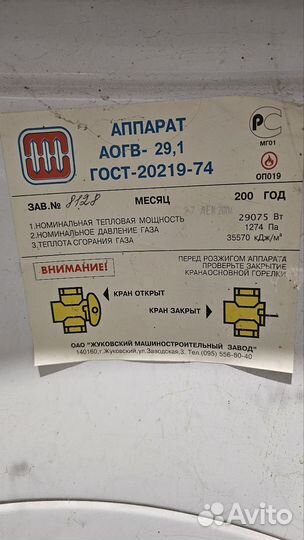 АППАРАТ
АОГВ- 29,1
ГОСТ-20219-74
РС
МГ01
ОП019
ЗАВ.№ 8128 МЕСЯЦ 200 ГОД
1.НОМИНАЛЬНАЯ ТЕПЛОВАЯ МОЩНОСТЬ 29075 Вт
2.НОМИНАЛЬНОЕ ДАВЛЕНИЕ ГАЗА 1274 Па
3.ТЕПЛОТА СГОРАНИЯ ГАЗА 35570 кДж/м³
ВНИМАНИЕ!
ПЕРЕД РОЗЖИГОМ АППАРАТА
ПРОВЕРЬТЕ ЗАКРЫТИЕ
КРАНАОСНОВНОЙ ГОРЕЛКИ
КРАН ОТКРЫТ
КРАН ЗАКРЫТ
ОАО "ЖУКОВСКИЙ МАШИНОСТРОИТЕЛЬНЫЙ ЗАВОД"
140160,г.Жуковский,ул.Заводская,3. Тел.(095) 556-80-40
Avito